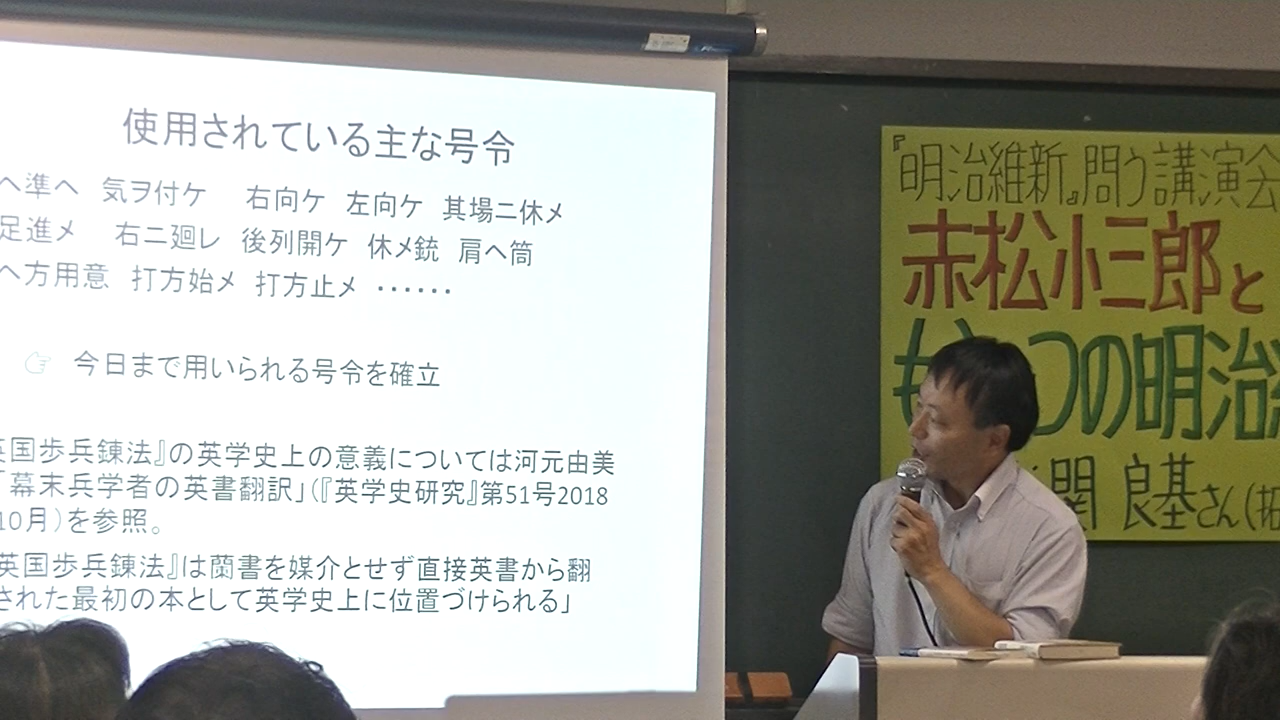 使用されている主な号令
ヘ準ヘ 気ヲ付ケ 右向ケ 左向ケ 其場ニ休メ
足進メ 右ニ廻レ 後列開ケ 休メ銃 肩ヘ筒
ヘ方用意 打方始メ 打方止メ ・・・・・・
☞ 今日まで用いられる号令を確立
英国歩兵錬法』の英学史上の意義については河元由美
「幕末兵学者の英書翻訳」(『英学史研究』第51号2018
10月)を参照。
英国歩兵錬法』は蘭書を媒介とせず直接英書から翻
された最初の本として英学史上に位置づけられる」
『明治維新』問う講演会
赤松小三郎と
も つの明治
関 良基さん(拓